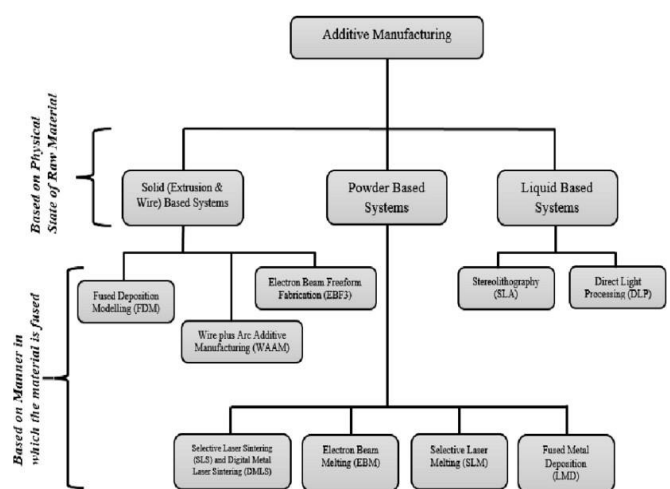 Additive Manufacturing
Based on Physical
State of Raw Material
Solid (Extrusion &
Wire) Based Systems
Powder Based
Systems
Liquid Based
Systems
Based on Manner in
which the material is fused
Fused Deposition
Modelling (FDM)
Wire plus Arc Additive
Manufacturing (WAAM)
Electron Beam Freeform
Fabrication (EBF3)
Stereolithography
(SLA)
Direct Light
Processing (DLP)
Selective Laser Sintering
(SLS) and Digital Metal
Laser Sintering (DMLS)
Electron Beam
Melting (EBM)
Selective Laser
Melting (SLM)
Fused Metal
Deposition
(LMD)